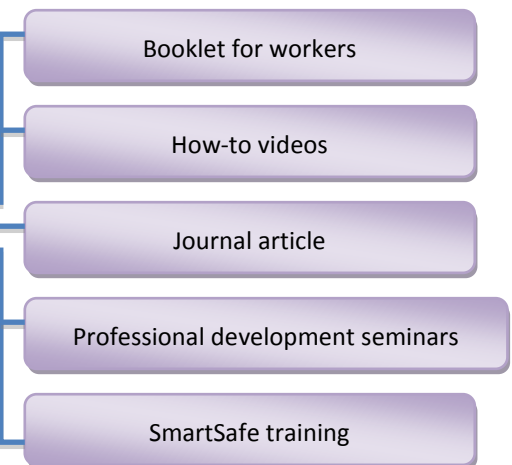 Booklet for workers
How-to videos
Journal article
Professional development seminars
SmartSafe training